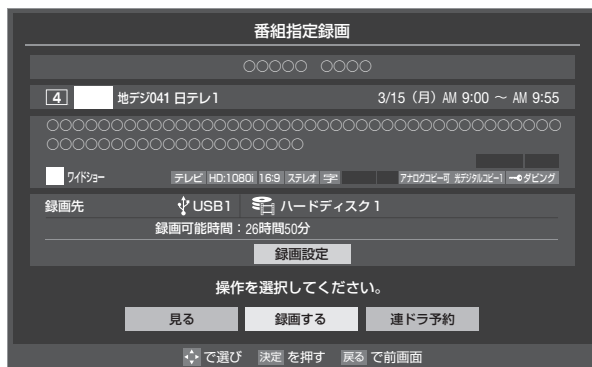 番組指定録画
○○○○○ ○○○○
4 地デジ041 日テレ1 3/15（月）AM 9:00 ～ AM 9:55
○○○○○○○○○○○○○○○○○○○○○○○○○○○○○○○○○○
○○○○○○○○○○○○○○○○○
ワイドショー テレビ HD:1080i 16:9 ステレオ 字 アナログコピー可 光デジタルコピー1 ダビング
録画先 USB1 ハードディスク1
録画可能時間：26時間50分
録画設定
操作を選択してください。
見る 録画する 連ドラ予約
で選び 決定 を押す 戻る で前画面